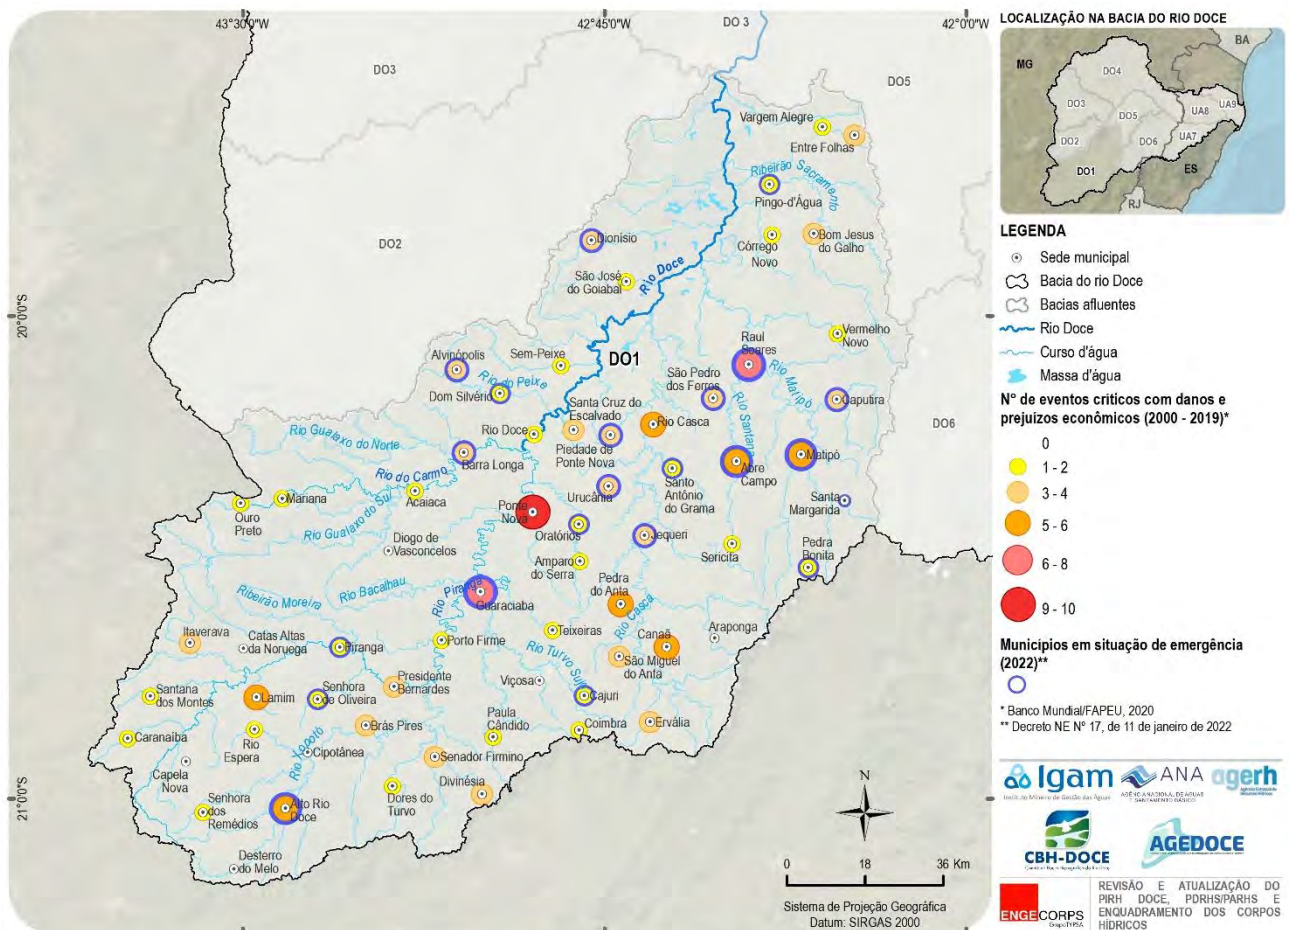 43°30'0"W
42°45'0"W
42°0'0"W
DO 3
DO3
DO5
DO2
DO6
DO1
20°0'0"S
21°0'0"S
Vargem Alegre
Entre Folhas
Ribeirão Sacramento
Pingo-d'Água
Dionísio
Córrego
Novo
Bom Jesus
do Galho
São José
do Goiabal
Rio Doce
Vermelho
Novo
Raul
Soares
Alvinópolis
Sem-Peixe
Rio do Peixe
Dom Silvério
São Pedro
dos Ferros
Rio Matipó
Caputira
Santa Cruz do
Escalvado
Rio Casca
Rio Santana
Rio Gualaxo do Norte
Rio Doce
Piedade de
Ponte Nova
Matipó
Barra Longa
Rio do Carmo
Abre
Campo
Santo
Antônio
do Grama
Urucânia
Mariana
Acaiaca
Santa
Margarida
Ouro
Preto
Rio Gualaxo do Sul
Ponte
Nova
Oratórios
Jequeri
Diogo de
Vasconcelos
Sericita
Pedra
Bonita
Amparo
do Serra
Pedra
do Anta
Rio Piranga
Rio Bacalhau
Ribeirão Moreira
Guaraciaba
Rio Casca
Itaverava
Catas Altas
da Noruega
Piranga
Porto Firme
Teixeiras
Canaã
Araponga
São Miguel
do Anta
Rio Turvo Sujo
Presidente
Bernardes
Viçosa
Santana
dos Montes
Lamim
Senhora
de Oliveira
Cajuri
Caranaíba
Rio
Espera
Brás Pires
Paula
Cândido
Coimbra
Ervália
Rio Xopotó
Cipotânea
Capela
Nova
Senador Firmino
Divinésia
Senhora
dos
Remédios
Alto Rio
Doce
Dores do
Turvo
Desterro
do Melo
N
0 18 36 Km
Sistema de Projeção Geográfica
Datum: SIRGAS 2000
LOCALIZAÇÃO NA BACIA DO RIO DOCE
BA
MG
DO4
DO3
UA9
UA8
DO5
UA7
DO2
DO6
DO1
ES
RJ
LEGENDA
Sede municipal
Bacia do rio Doce
Bacias afluentes
Rio Doce
Curso d'água
Massa d'água
N° de eventos críticos com danos e
prejuízos econômicos (2000 - 2019)*
0
1 - 2
3 - 4
5 - 6
6 - 8
9 - 10
Municípios em situação de emergência
(2022)**
* Banco Mundial/FAPEU, 2020
** Decreto NE Nº 17, de 11 de janeiro de 2022
Igam
Instituto Mineiro de Gestão das Águas
ANA
AGÊNCIA NACIONAL DE ÁGUAS
E SANEAMENTO BÁSICO
agerh
CBH-DOCE
AGEDOCE
ENGECORPS
GrupoTYPSA
REVISÃO E ATUALIZAÇÃO DO
PIRH DOCE, PDRHS/PARHS E
ENQUADRAMENTO DOS CORPOS
HÍDRICOS